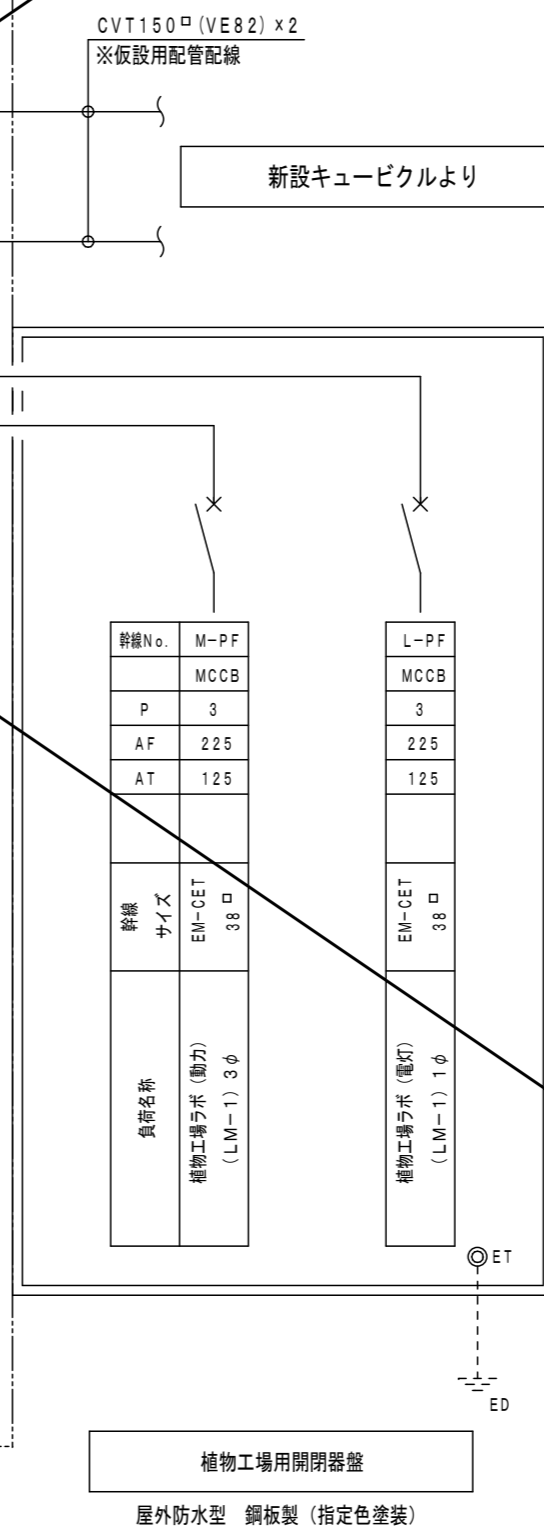 CVT150□(VE82)×2
※仮設用配管配線
新設キュービクルより
幹線No. M-PF L-PF
MCCB MCCB
P 3 3
AF 225 225
AT 125 125
幹線サイズ EM-CET 38□ EM-CET 38□
負荷名称 植物工場ラボ(動力) (LM-1)3φ 植物工場ラボ(電灯) (LM-1)1φ
ET
ED
植物工場用開閉器盤
屋外防水型 鋼板製(指定色塗装)